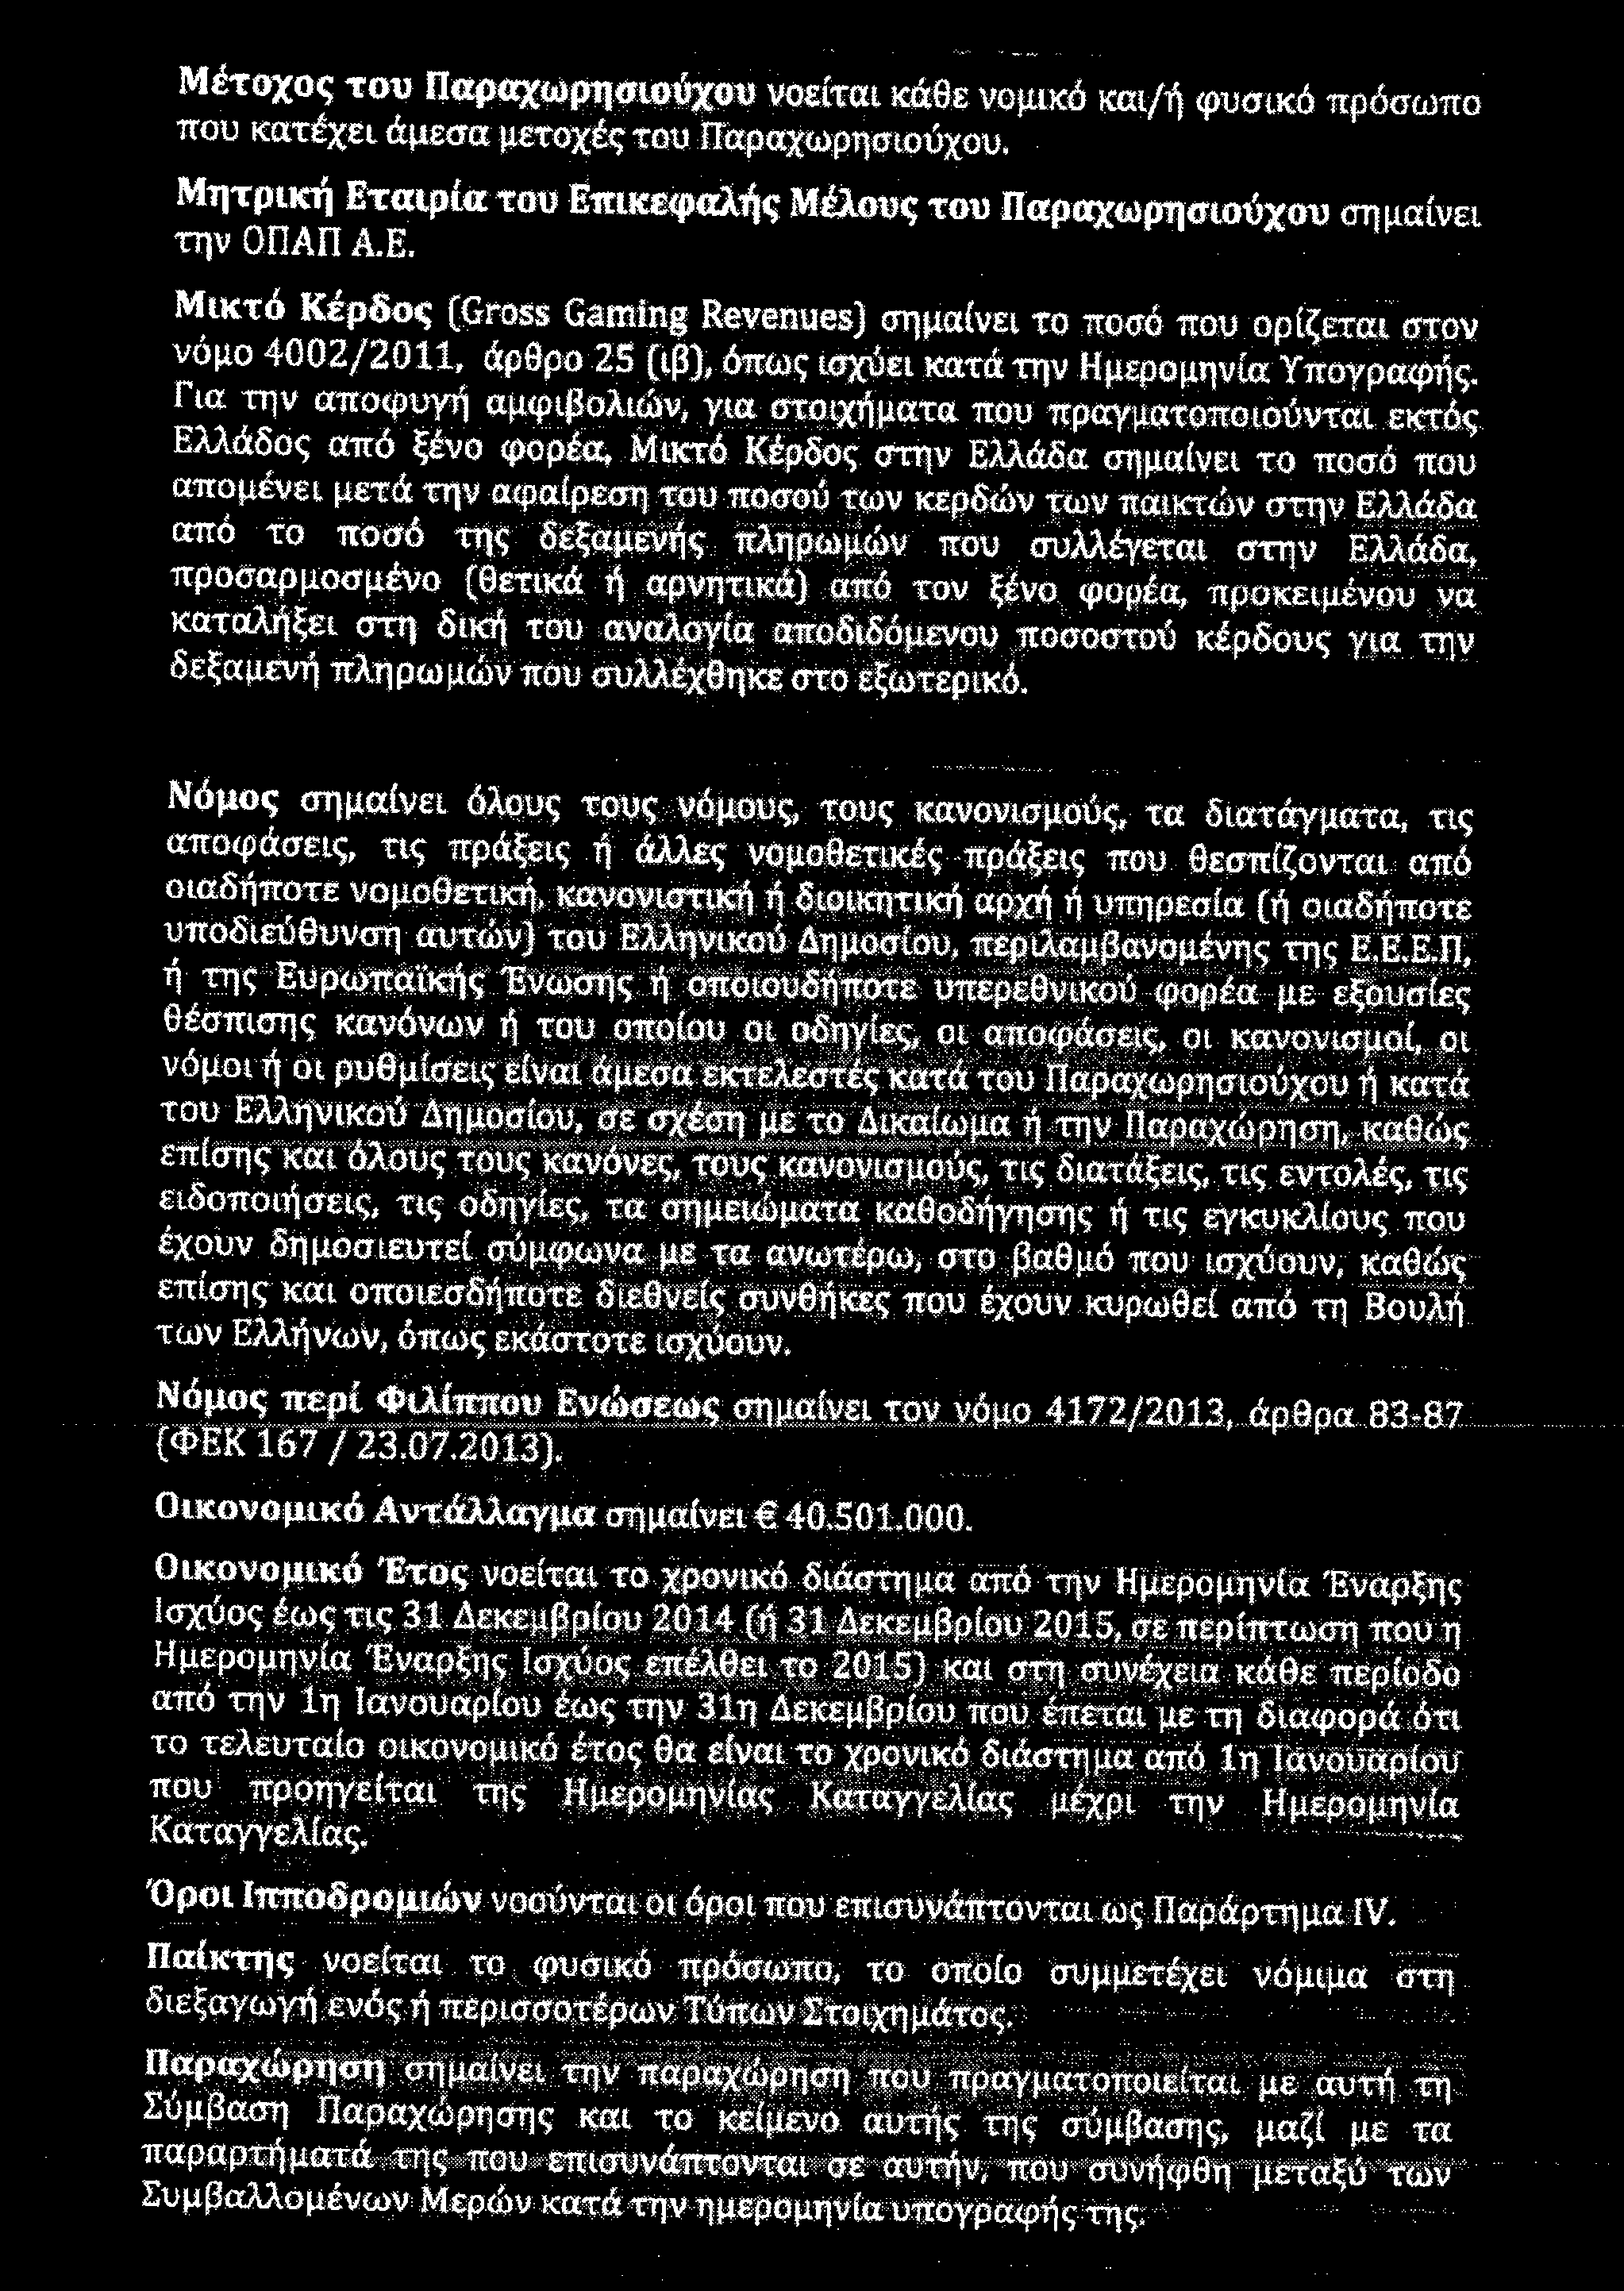 Μέτοχος του Παραχωρησιούχου νοείται κάθε νομικό και/ή φυσικό πρόσωπο
που κατέχει άμεσα μετοχές του Παραχωρησιούχου.
Μητρική Εταιρία του Επικεφαλής Μέλους του Παραχωρησιούχου σημαίνει
την ΟΠΑΠ Α.Ε.
Μικτό Κέρδος (Gross Gaming Revenues) σημαίνει το ποσό που ορίζεται στον
νόμο 4002/2011, άρθρο 25 (ιβ), όπως ισχύει κατά την Ημερομηνία Υπογραφής.
Για την αποφυγή αμφιβολιών, για στοιχήματα που πραγματοποιούνται εκτός
Ελλάδος από ξένο φορέα, Μικτό Κέρδος στην Ελλάδα σημαίνει το ποσό που
απομένει μετά την αφαίρεση του ποσού των κερδών των παικτών στην Ελλάδα
από το ποσό της δεξαμενής πληρωμών που συλλέγεται στην Ελλάδα,
προσαρμοσμένο (θετικά ή αρνητικά) από τον ξένο φορέα, προκειμένου να
καταλήξει στη δική του αναλογία αποδιδόμενου ποσοστού κέρδους για την
δεξαμενή πληρωμών που συλλέχθηκε στο εξωτερικό.
Νόμος σημαίνει όλους τους νόμους, τους κανονισμούς, τα διατάγματα, τις
αποφάσεις, τις πράξεις ή άλλες νομοθετικές πράξεις που θεσπίζονται από
οιαδήποτε νομοθετική, κανονιστική ή διοικητική αρχή ή υπηρεσία (ή οιαδήποτε
υποδιεύθυνση αυτών) του Ελληνικού Δημοσίου, περιλαμβανομένης της Ε.Ε.Ε.Π,
ή της Ευρωπαϊκής Ένωσης ή οποιουδήποτε υπερεθνικού φορέα με εξουσίες
θέσπισης κανόνων ή του οποίου οι οδηγίες, οι αποφάσεις, οι κανονισμοί, οι
νόμοι ή οι ρυθμίσεις είναι άμεσα εκτελεστές κατά του Παραχωρησιούχου ή κατά
του Ελληνικού Δημοσίου, σε σχέση με το Δικαίωμα ή την Παραχώρηση, καθώς
επίσης και όλους τους κανόνες, τους κανονισμούς, τις διατάξεις, τις εντολές, τις
ειδοποιήσεις, τις οδηγίες, τα σημειώματα καθοδήγησης ή τις εγκυκλίους που
έχουν δημοσιευτεί σύμφωνα με τα ανωτέρω, στο βαθμό που ισχύουν, καθώς
επίσης και οποιεσδήποτε διεθνείς συνθήκες που έχουν κυρωθεί από τη Βουλή
των Ελλήνων, όπως εκάστοτε ισχύουν.
Νόμος περί Φιλίππου Ενώσεως σημαίνει τον νόμο 4172/2013, άρθρα 83-87
(ΦΕΚ 167 / 23.07.2013).
Οικονομικό Αντάλλαγμα σημαίνει € 40.501.000.
Οικονομικό Έτος νοείται το χρονικό διάστημα από την Ημερομηνία Έναρξης
Ισχύος έως τις 31 Δεκεμβρίου 2014 (ή 31 Δεκεμβρίου 2015, σε περίπτωση που η
Ημερομηνία Έναρξης Ισχύος επέλθει το 2015) και στη συνέχεια κάθε περίοδο
από την 1η Ιανουαρίου έως την 31η Δεκεμβρίου που έπεται με τη διαφορά ότι
το τελευταίο οικονομικό έτος θα είναι το χρονικό διάστημα από 1η Ιανουαρίου
που προηγείται της Ημερομηνίας Καταγγελίας μέχρι την Ημερομηνία
Καταγγελίας.
Όροι Ιπποδρομιών νοούνται οι όροι που επισυνάπτονται ως Παράρτημα IV.
Παίκτης νοείται το φυσικό πρόσωπο, το οποίο συμμετέχει νόμιμα στη
διεξαγωγή ενός ή περισσοτέρων Τύπων Στοιχημάτος.
Παραχώρηση σημαίνει την παραχώρηση που πραγματοποιείται με αυτή τη
Σύμβαση Παραχώρησης και το κείμενο αυτής της σύμβασης, μαζί με τα
παραρτήματά της που επισυνάπτονται σε αυτήν, που συνήφθη μεταξύ των
Συμβαλλομένων Μερών κατά την ημερομηνία υπογραφής της.